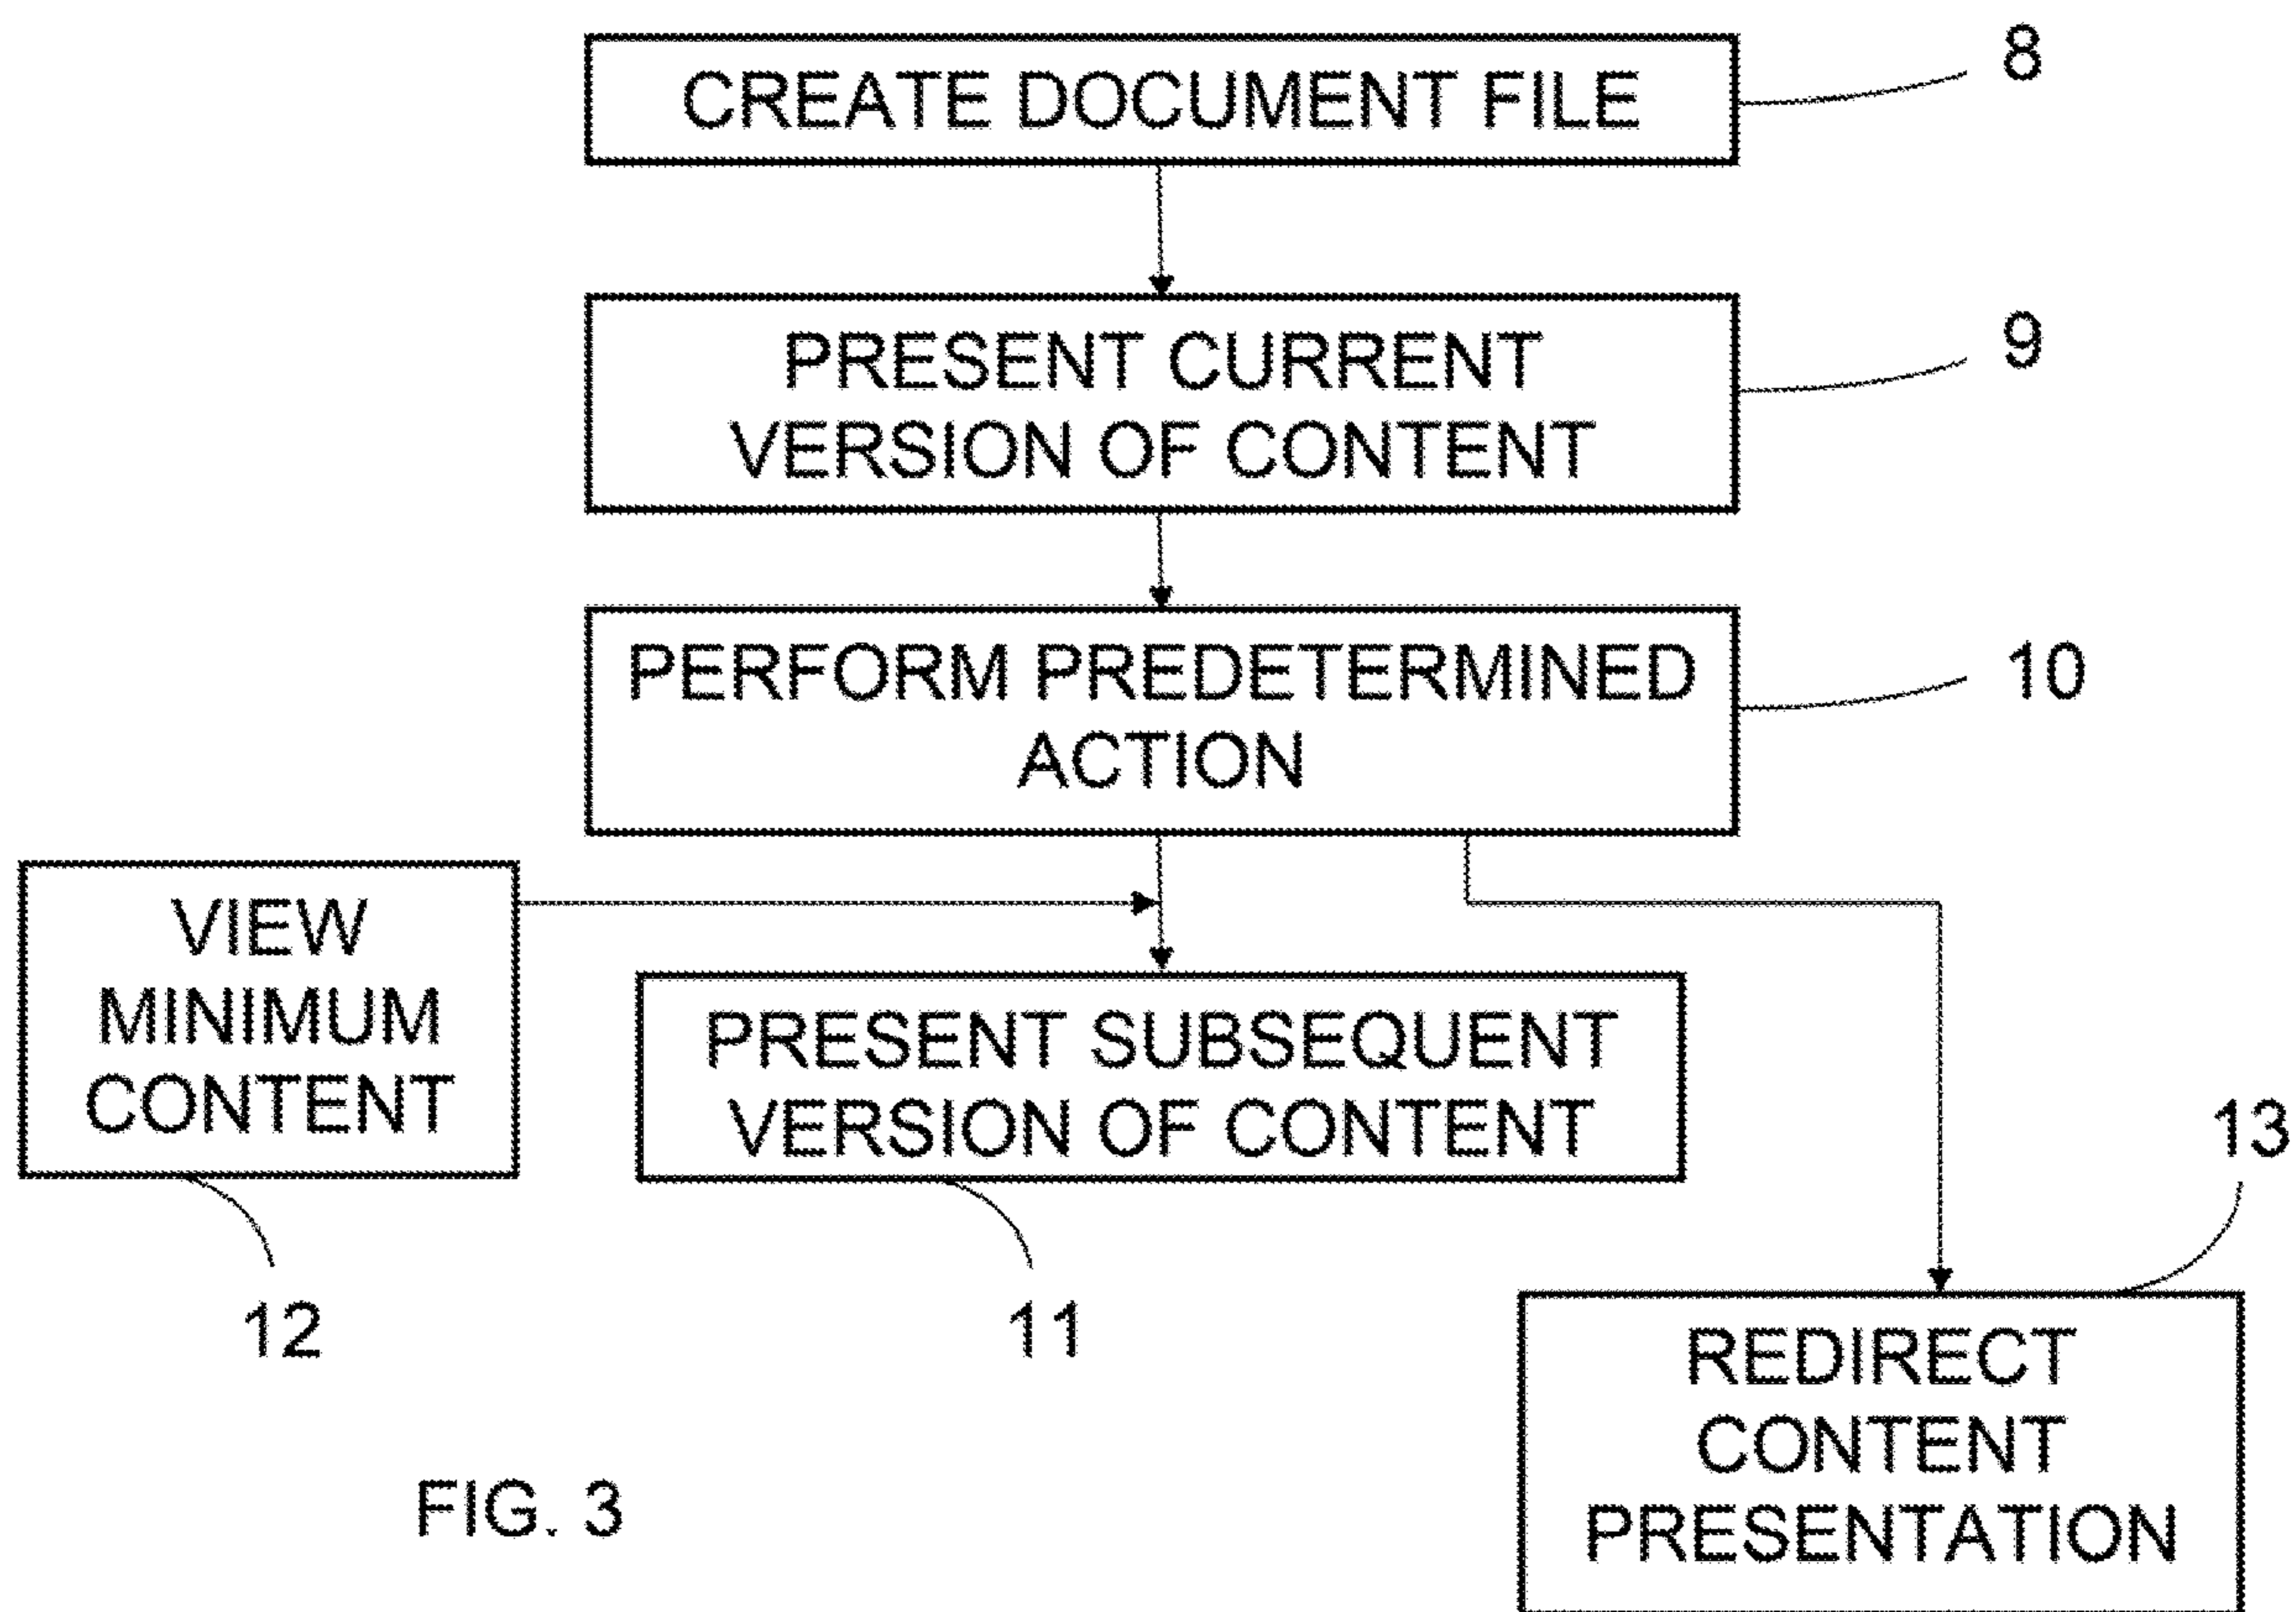 CREATE DOCUMENT FILE
8
PRESENT CURRENT
VERSION OF CONTENT
9
PERFORM PREDETERMINED
ACTION
10
VIEW
MINIMUM
CONTENT
12
PRESENT SUBSEQUENT
VERSION OF CONTENT
11
13
REDIRECT
CONTENT
PRESENTATION
FIG. 3